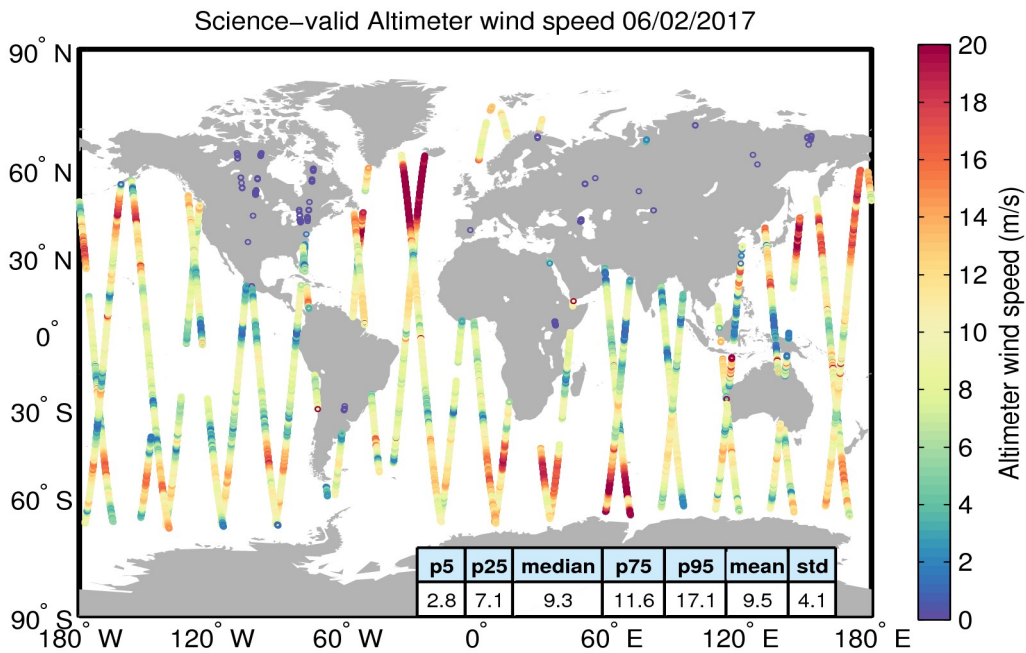 Science−valid Altimeter wind speed 06/02/2017
90° N
60° N
30° N
0°
30° S
60° S
90° S
180° W
120° W
60° W
0°
60° E
120° E
180° E
p5 p25 median p75 p95 mean std
2.8 7.1 9.3 11.6 17.1 9.5 4.1
20
18
16
14
12
10
8
6
4
2
0
Altimeter wind speed (m/s)